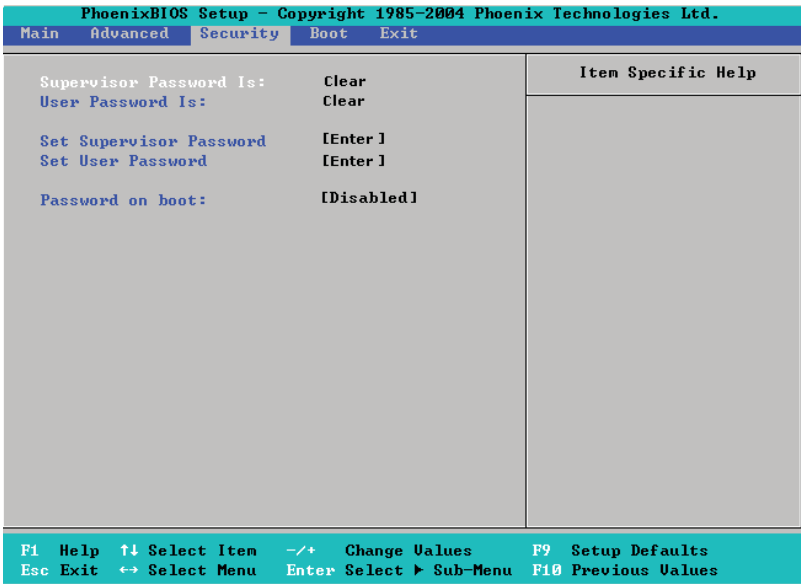 PhoenixBIOS Setup - Copyright 1985-2004 Phoenix Technologies Ltd.
Main Advanced Security Boot Exit
Item Specific Help
Supervisor Password Is: Clear
User Password Is: Clear
Set Supervisor Password [Enter]
Set User Password [Enter]
Password on boot: [Disabled]
F1 Help ↑↓ Select Item -/+ Change Values F9 Setup Defaults
Esc Exit ↔ Select Menu Enter Select ▶ Sub-Menu F10 Previous Values